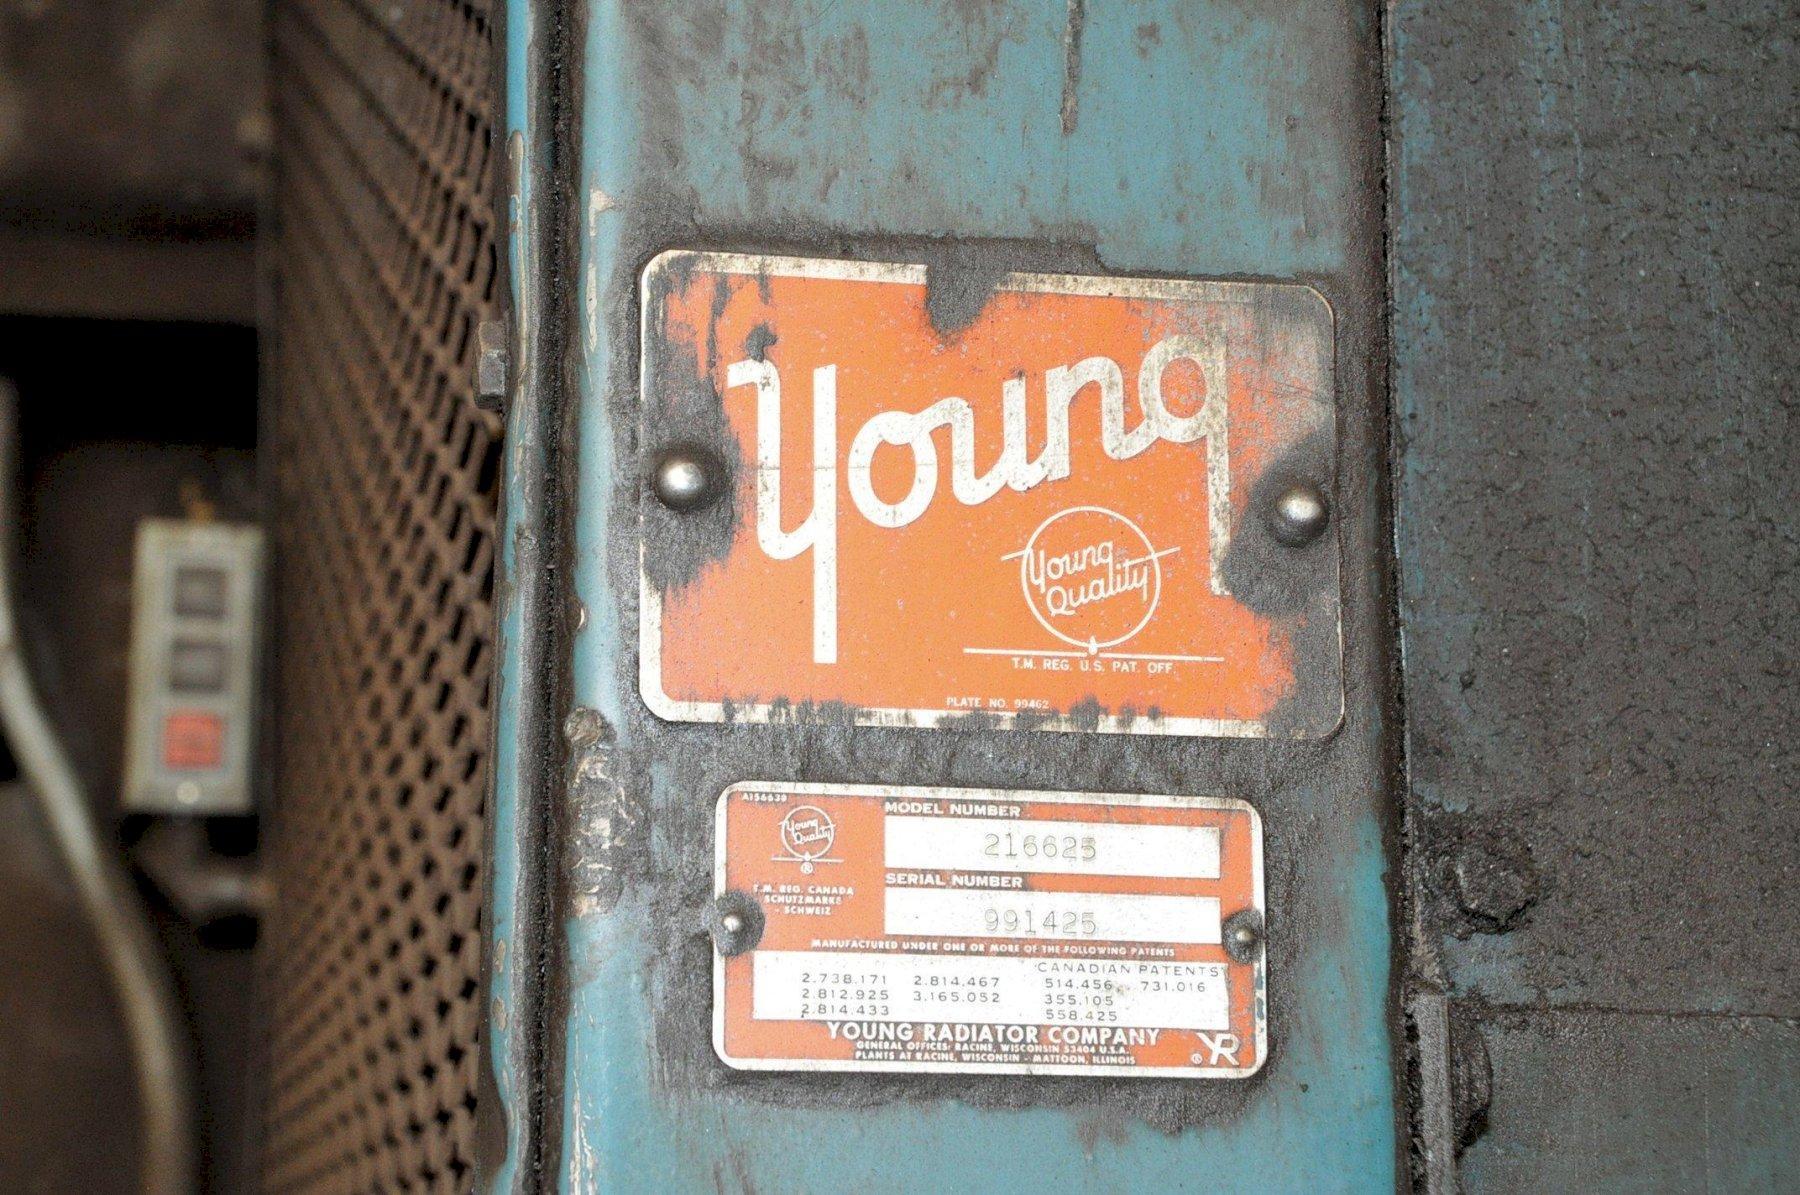 Young
Young
Quality
T.M. REG. U.S. PAT. OFF.
PLATE NO. 99462
A156630
MODEL NUMBER
Young
Quality
216625
®
SERIAL NUMBER
T.M. REG. CANADA
SCHUTZMARKE
- SCHWEIZ
991425
MANUFACTURED UNDER ONE OR MORE OF THE FOLLOWING PATENTS
CANADIAN PATENTS
2.738.171 2.814.467 514.456 731.016
2.812.925 3.165.052 355.105
2.814.433 558.425
YOUNG RADIATOR COMPANY
GENERAL OFFICES: RACINE, WISCONSIN 53404 U.S.A.
PLANTS AT RACINE, WISCONSIN - MATTOON, ILLINOIS
® YR